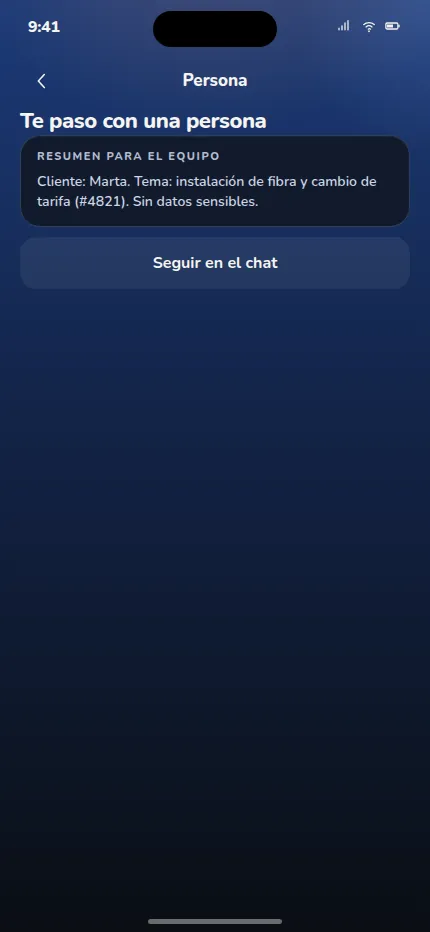 9:41
Persona
Te paso con una persona
RESUMEN PARA EL EQUIPO
Cliente: Marta. Tema: instalación de fibra y cambio de
tarifa (#4821). Sin datos sensibles.
Seguir en el chat